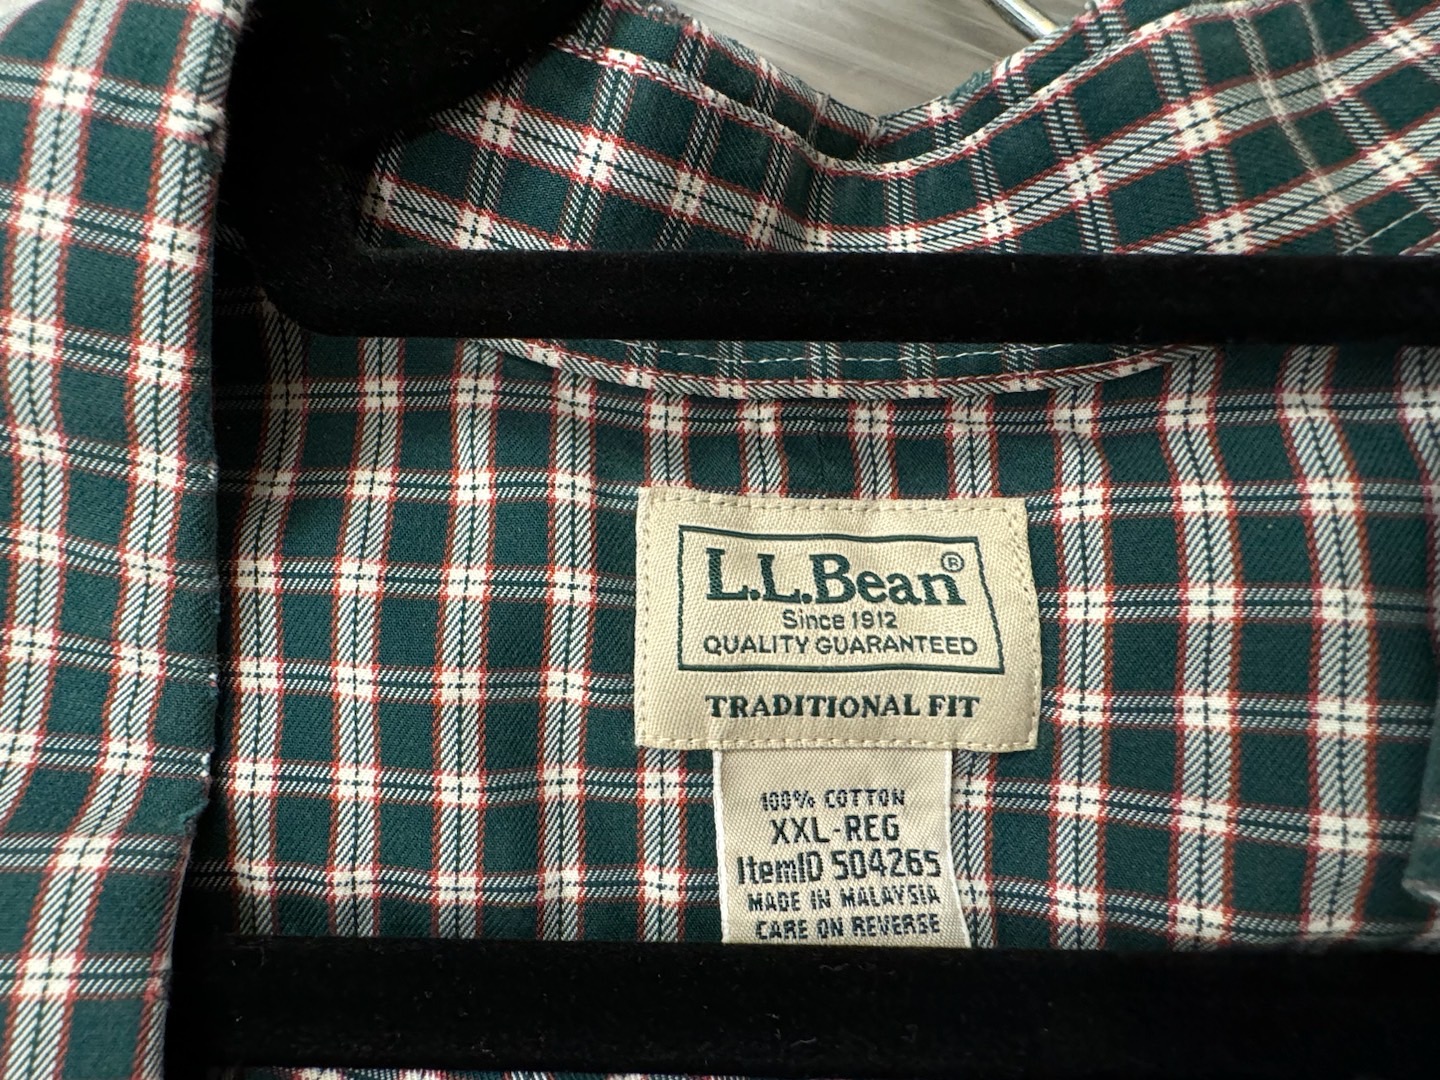 L.L.Bean®
Since 1912
QUALITY GUARANTEED
TRADITIONAL FIT
100% COTTON
XXL-REG
ItemID 504265
MADE IN MALAYSIA
CARE ON REVERSE